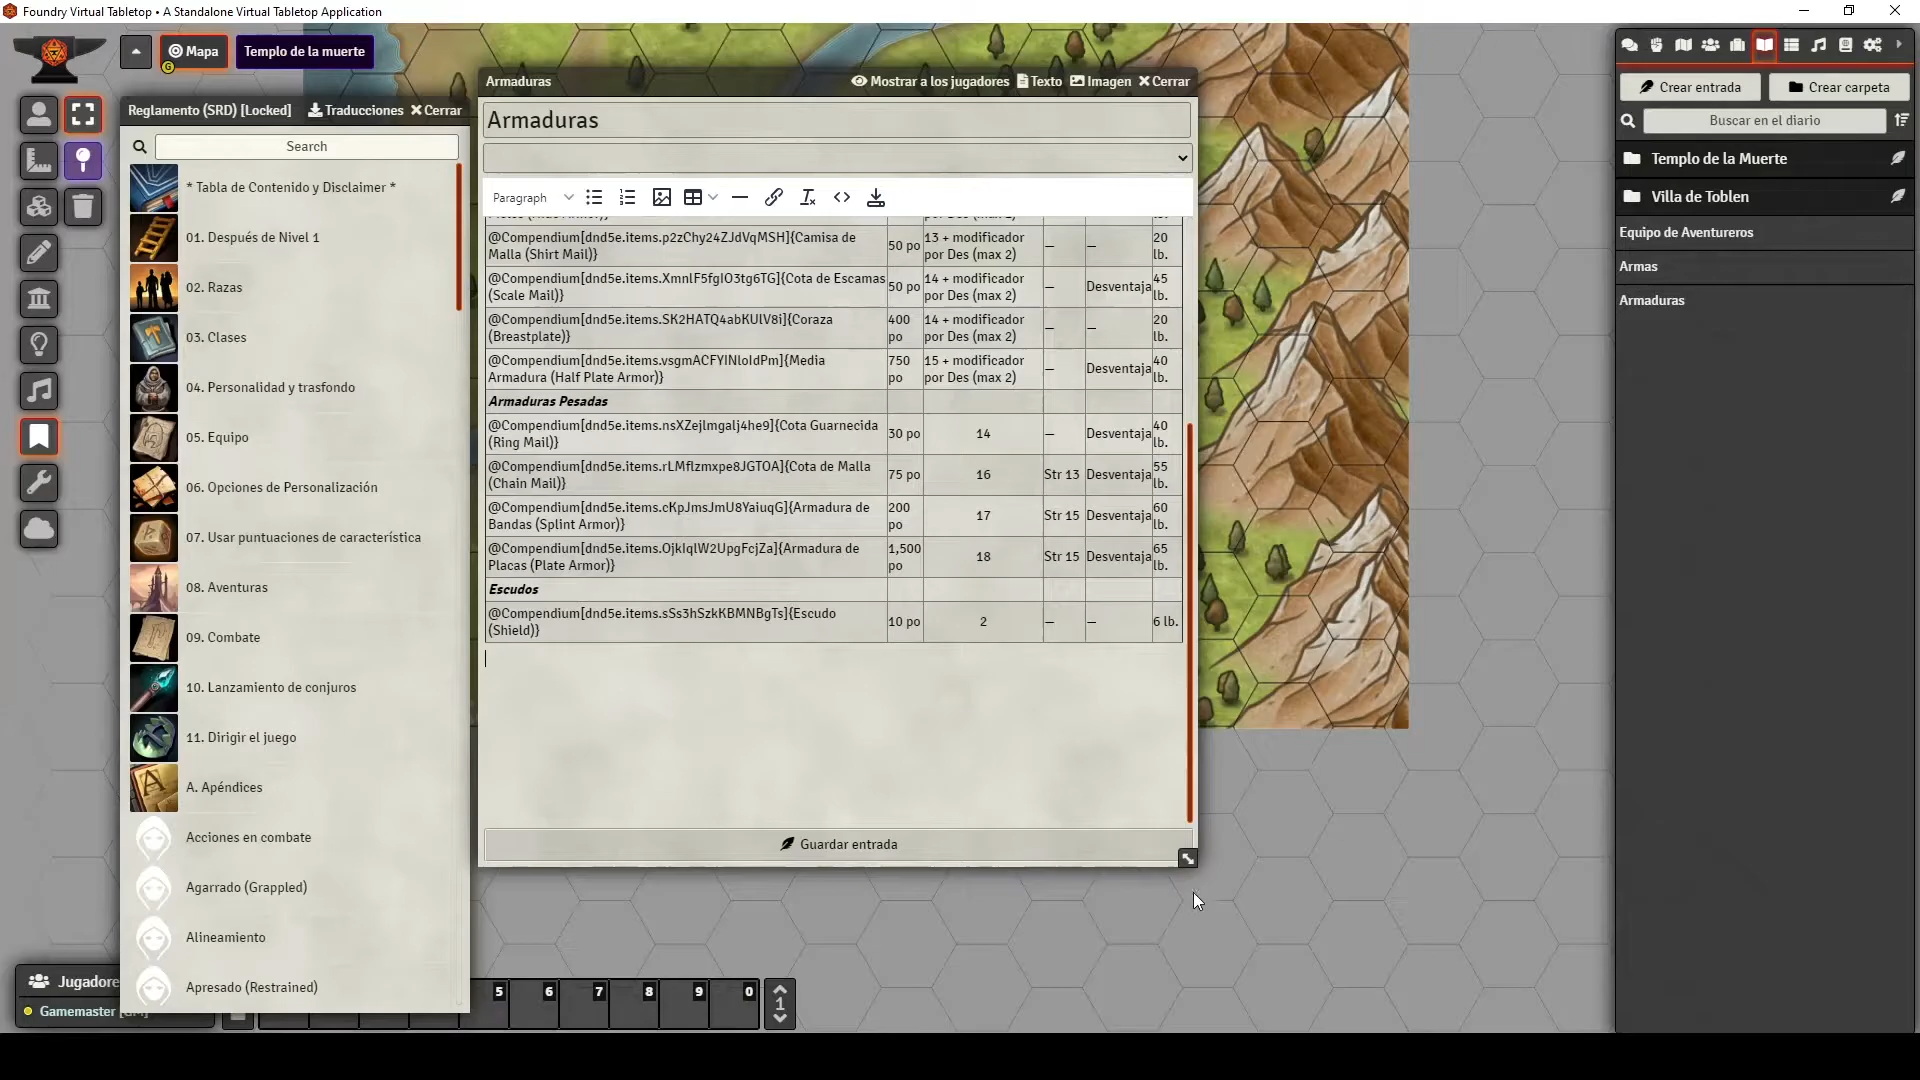 Foundry Virtual Tabletop • A Standalone Virtual Tabletop Application
Mapa
G
Templo de la muerte
Reglamento (SRD) [Locked]
Traducciones
Cerrar
Search
* Tabla de Contenido y Disclaimer *
01. Después de Nivel 1
02. Razas
03. Clases
04. Personalidad y trasfondo
05. Equipo
06. Opciones de Personalización
07. Usar puntuaciones de característica
08. Aventuras
09. Combate
10. Lanzamiento de conjuros
11. Dirigir el juego
A. Apéndices
Acciones en combate
Agarrado (Grappled)
Alineamiento
Apresado (Restrained)
Armaduras
Mostrar a los jugadores
Texto
Imagen
Cerrar
Armaduras
Paragraph
@Compendium[dnd5e.items.p2zChy24ZJdVqMSH]{Camisa de Malla (Shirt Mail)} 50 po 13 + modificador por Des (max 2) — — 20 lb.
@Compendium[dnd5e.items.XmnlF5fgIO3tg6TG]{Cota de Escamas (Scale Mail)} 50 po 14 + modificador por Des (max 2) — Desventaja 45 lb.
@Compendium[dnd5e.items.SK2HATQ4abKUlV8i]{Coraza (Breastplate)} 400 po 14 + modificador por Des (max 2) — — 20 lb.
@Compendium[dnd5e.items.vsgmACFYINloIdPm]{Media Armadura (Half Plate Armor)} 750 po 15 + modificador por Des (max 2) — Desventaja 40 lb.
Armaduras Pesadas
@Compendium[dnd5e.items.nsXZejlmgalj4he9]{Cota Guarnecida (Ring Mail)} 30 po 14 — Desventaja 40 lb.
@Compendium[dnd5e.items.rLMflzmxpe8JGTOA]{Cota de Malla (Chain Mail)} 75 po 16 Str 13 Desventaja 55 lb.
@Compendium[dnd5e.items.cKpJmsJmU8YaiuqG]{Armadura de Bandas (Splint Armor)} 200 po 17 Str 15 Desventaja 60 lb.
@Compendium[dnd5e.items.OjkIqlW2UpgFcjZa]{Armadura de Placas (Plate Armor)} 1,500 po 18 Str 15 Desventaja 65 lb.
Escudos
@Compendium[dnd5e.items.sSs3hSzkKBMNBgTs]{Escudo (Shield)} 10 po 2 — — 6 lb.
Guardar entrada
Crear entrada
Crear carpeta
Buscar en el diario
Templo de la Muerte
Villa de Toblen
Equipo de Aventureros
Armas
Armaduras
Jugadore
Gamemaster [GM]
5 6 7 8 9 0
1